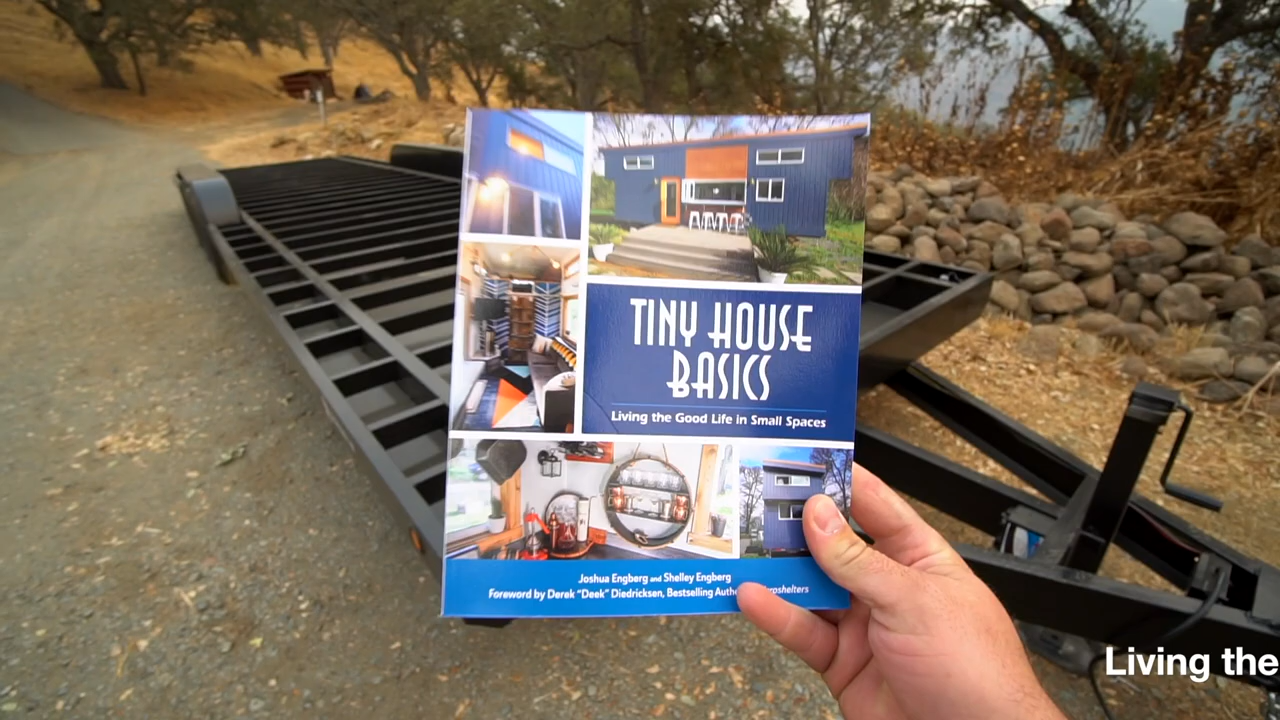 TINY HOUSE
BASICS
Living the Good Life in Small Spaces
Joshua Engberg and Shelley Engberg
Foreword by Derek "Deek" Diedricksen, Bestselling
Living the